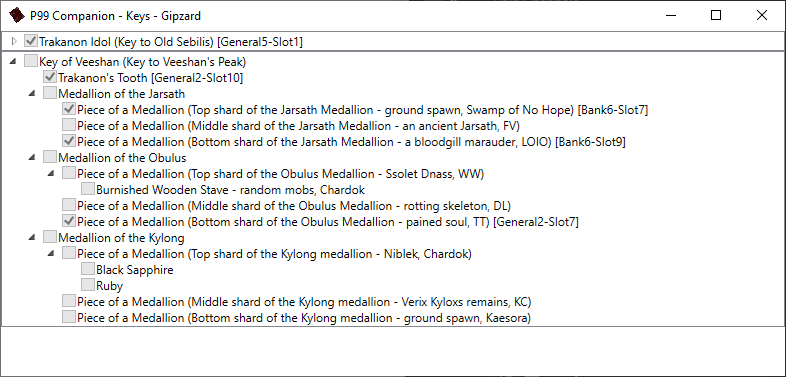 P99 Companion - Keys - Gipzard
Trakanon Idol (Key to Old Sebilis) [General5-Slot1]
Key of Veeshan (Key to Veeshan's Peak)
Trakanon's Tooth [General2-Slot10]
Medallion of the Jarsath
Piece of a Medallion (Top shard of the Jarsath Medallion - ground spawn, Swamp of No Hope) [Bank6-Slot7]
Piece of a Medallion (Middle shard of the Jarsath Medallion - an ancient Jarsath, FV)
Piece of a Medallion (Bottom shard of the Jarsath Medallion - a bloodgill marauder, LOIO) [Bank6-Slot9]
Medallion of the Obulus
Piece of a Medallion (Top shard of the Obulus Medallion - Ssolet Dnass, WW)
Burnished Wooden Stave - random mobs, Chardok
Piece of a Medallion (Middle shard of the Obulus Medallion - rotting skeleton, DL)
Piece of a Medallion (Bottom shard of the Obulus Medallion - pained soul, TT) [General2-Slot7]
Medallion of the Kylong
Piece of a Medallion (Top shard of the Kylong medallion - Niblek, Chardok)
Black Sapphire
Ruby
Piece of a Medallion (Middle shard of the Kylong medallion - Verix Kyloxs remains, KC)
Piece of a Medallion (Bottom shard of the Kylong medallion - ground spawn, Kaesora)